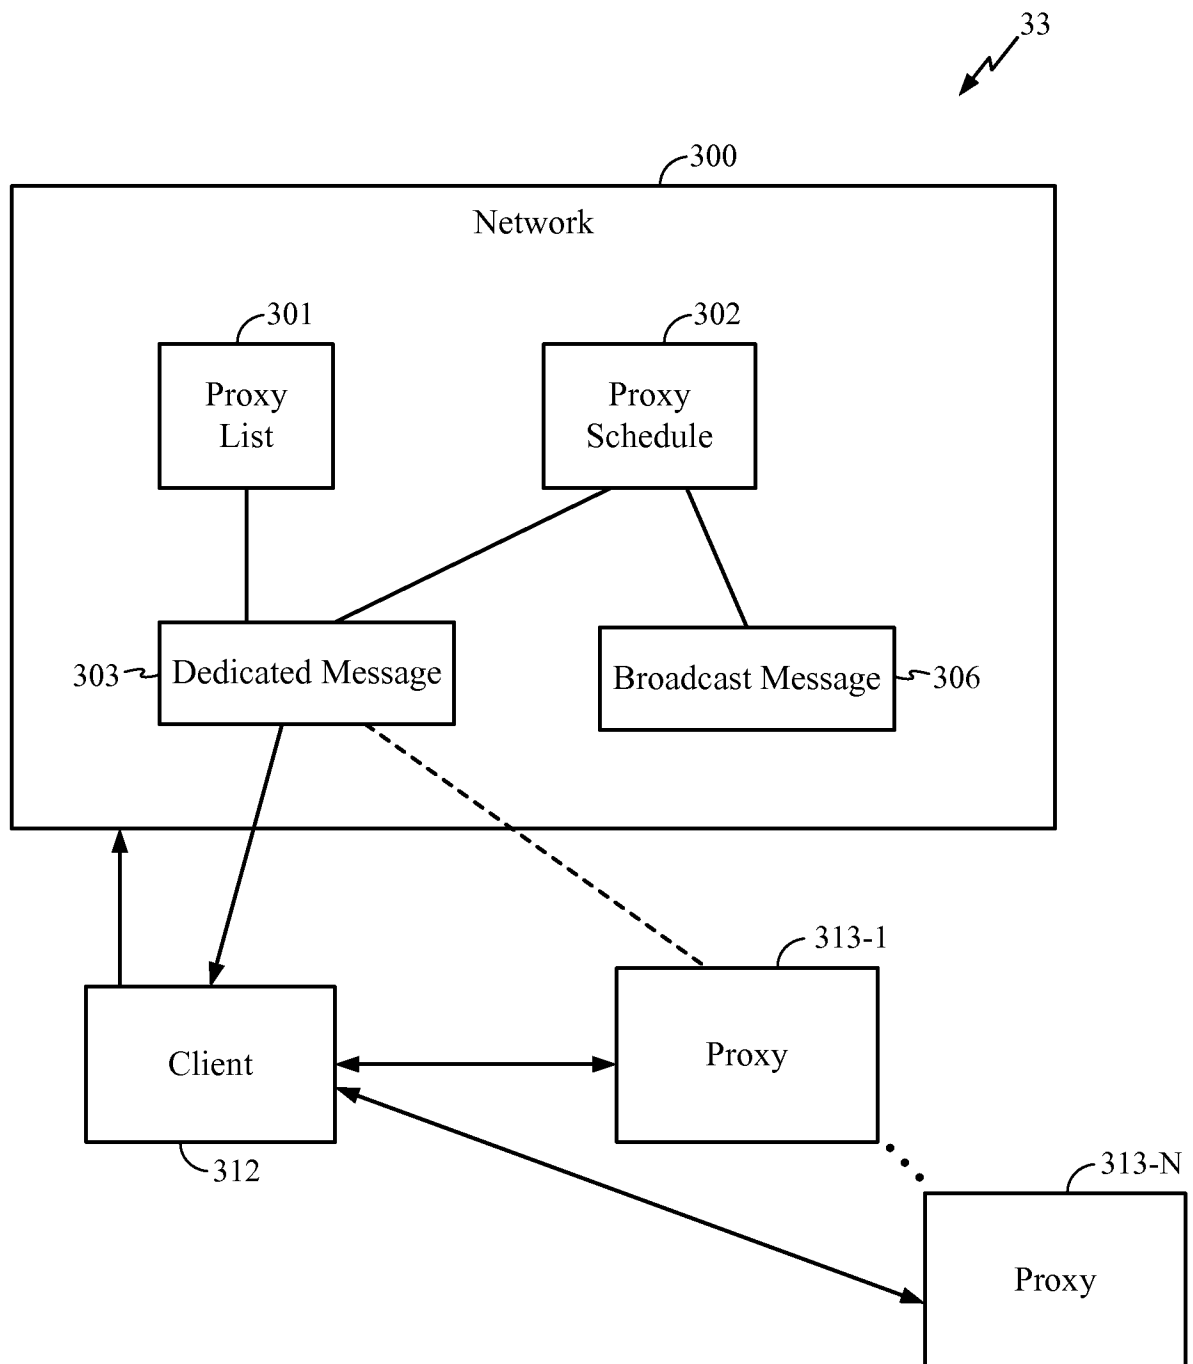 33
300
Network
301
302
Proxy
List
Proxy
Schedule
303
Dedicated Message
Broadcast Message
306
313-1
Client
Proxy
312
313-N
Proxy